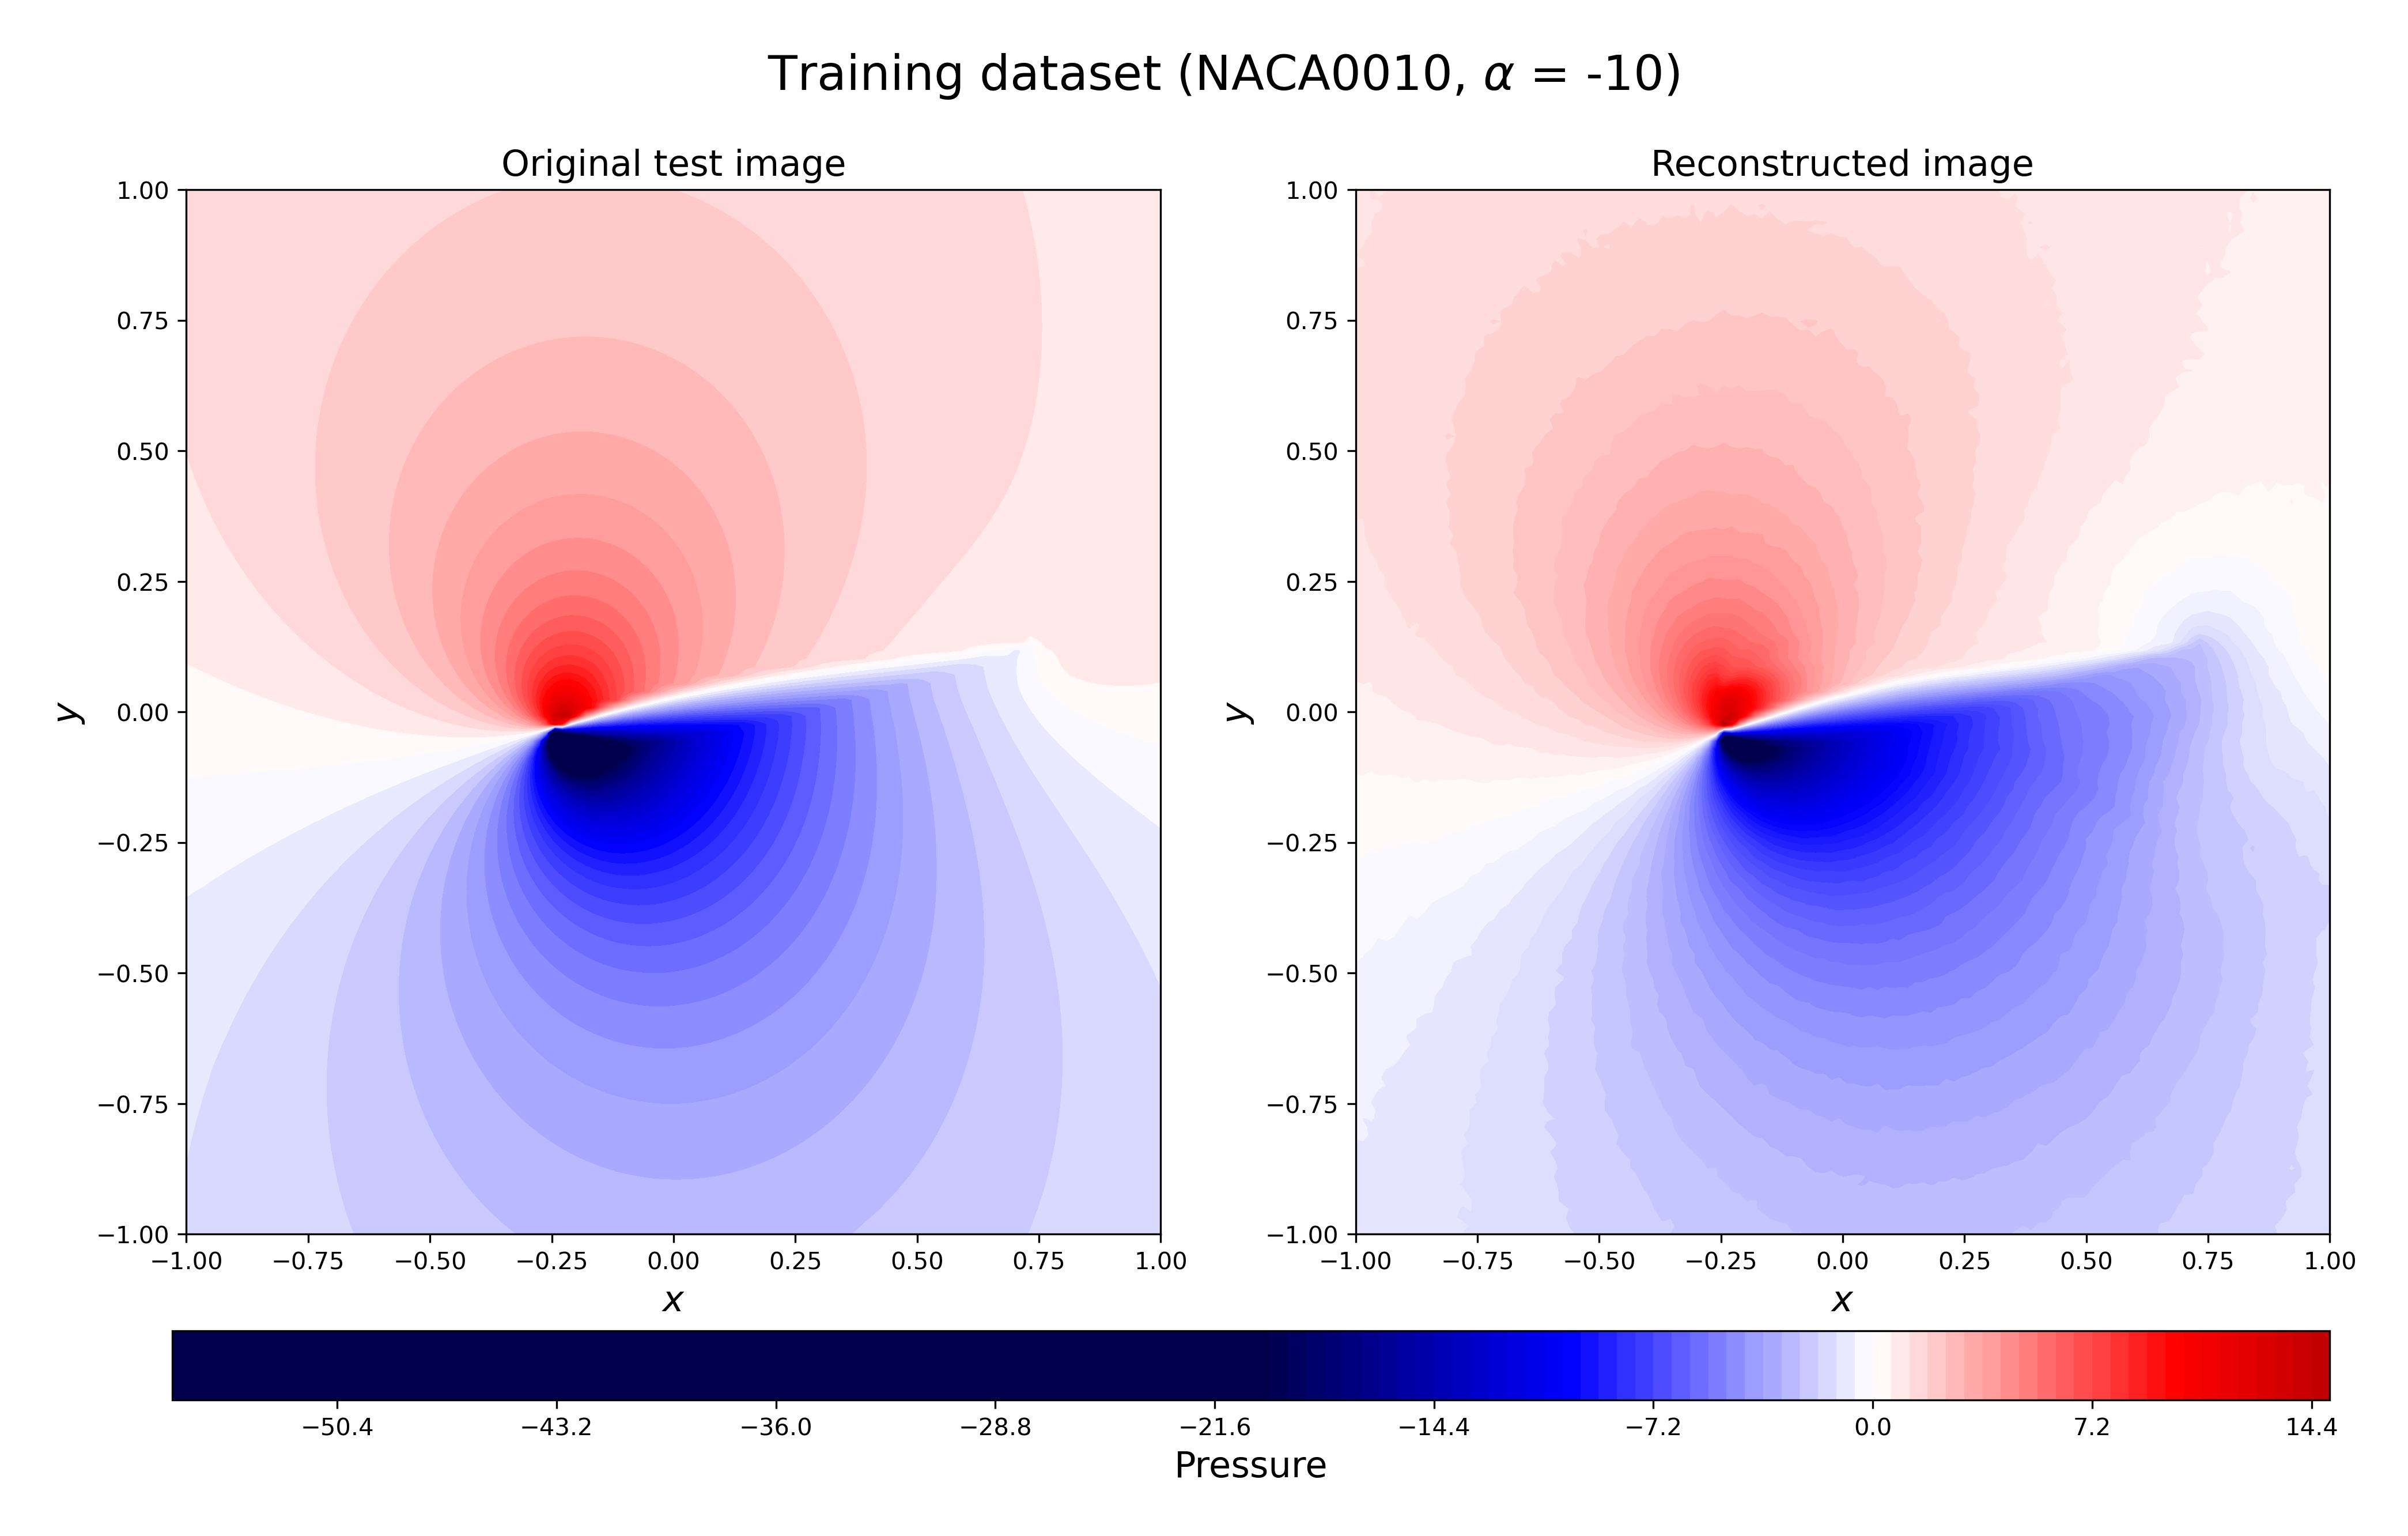 Training dataset (NACA0010, α = -10)
Original test image
1.00
0.75
0.50
0.25
0.00
−0.25
−0.50
−0.75
−1.00
y
−1.00 −0.75 −0.50 −0.25 0.00 0.25 0.50 0.75 1.00
x
Reconstructed image
1.00
0.75
0.50
0.25
0.00
−0.25
−0.50
−0.75
−1.00
y
−1.00 −0.75 −0.50 −0.25 0.00 0.25 0.50 0.75 1.00
x
−50.4 −43.2 −36.0 −28.8 −21.6 −14.4 −7.2 0.0 7.2 14.4
Pressure